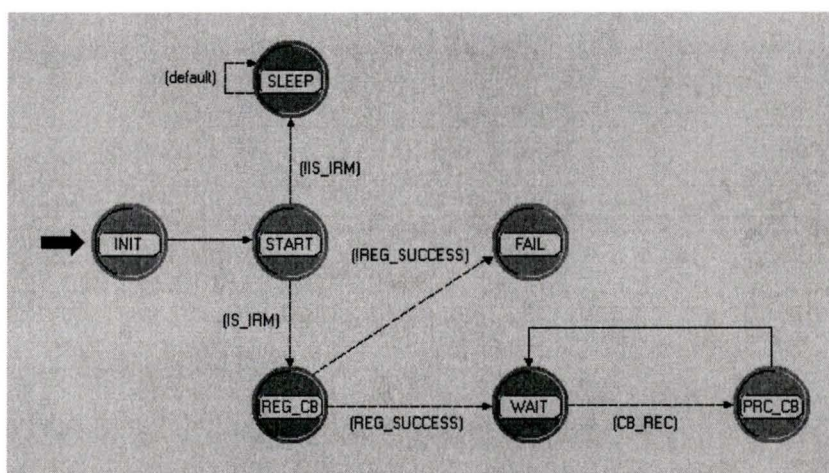 SLEEP
(default)
(!IS_IRM)
INIT
START
FAIL
(!REG_SUCCESS)
(IS_IRM)
REG_CB
WAIT
PRC_CB
(REG_SUCCESS)
(CB_REC)